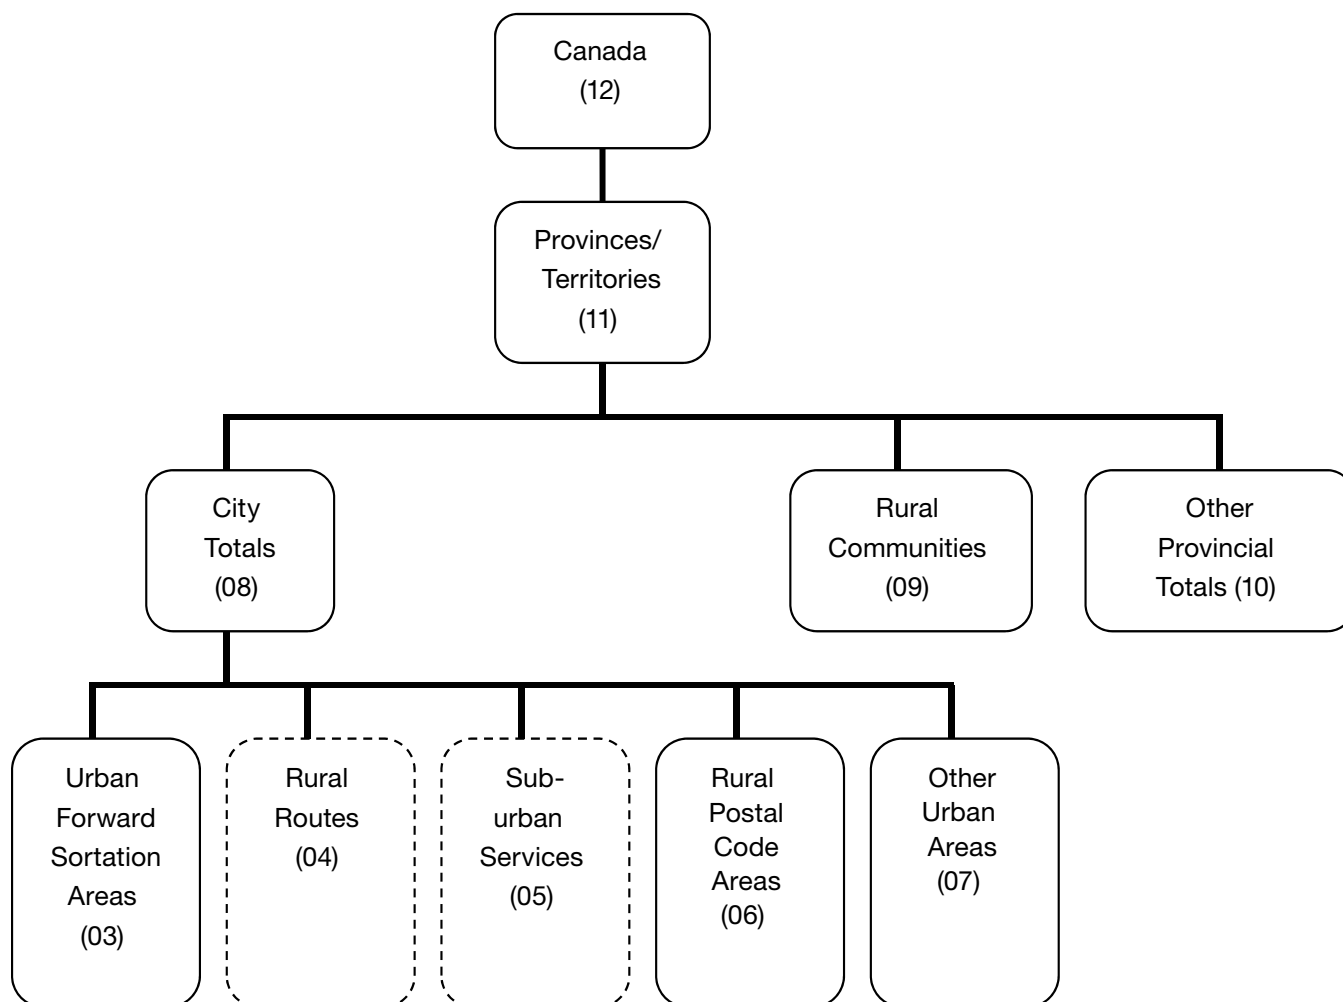 Canada
(12)
Provinces/
Territories
(11)
City
Totals
(08)
Rural
Communities
(09)
Other
Provincial
Totals (10)
Urban
Forward
Sortation
Areas
(03)
Rural
Routes
(04)
Sub-
urban
Services
(05)
Rural
Postal
Code
Areas
(06)
Other
Urban
Areas
(07)